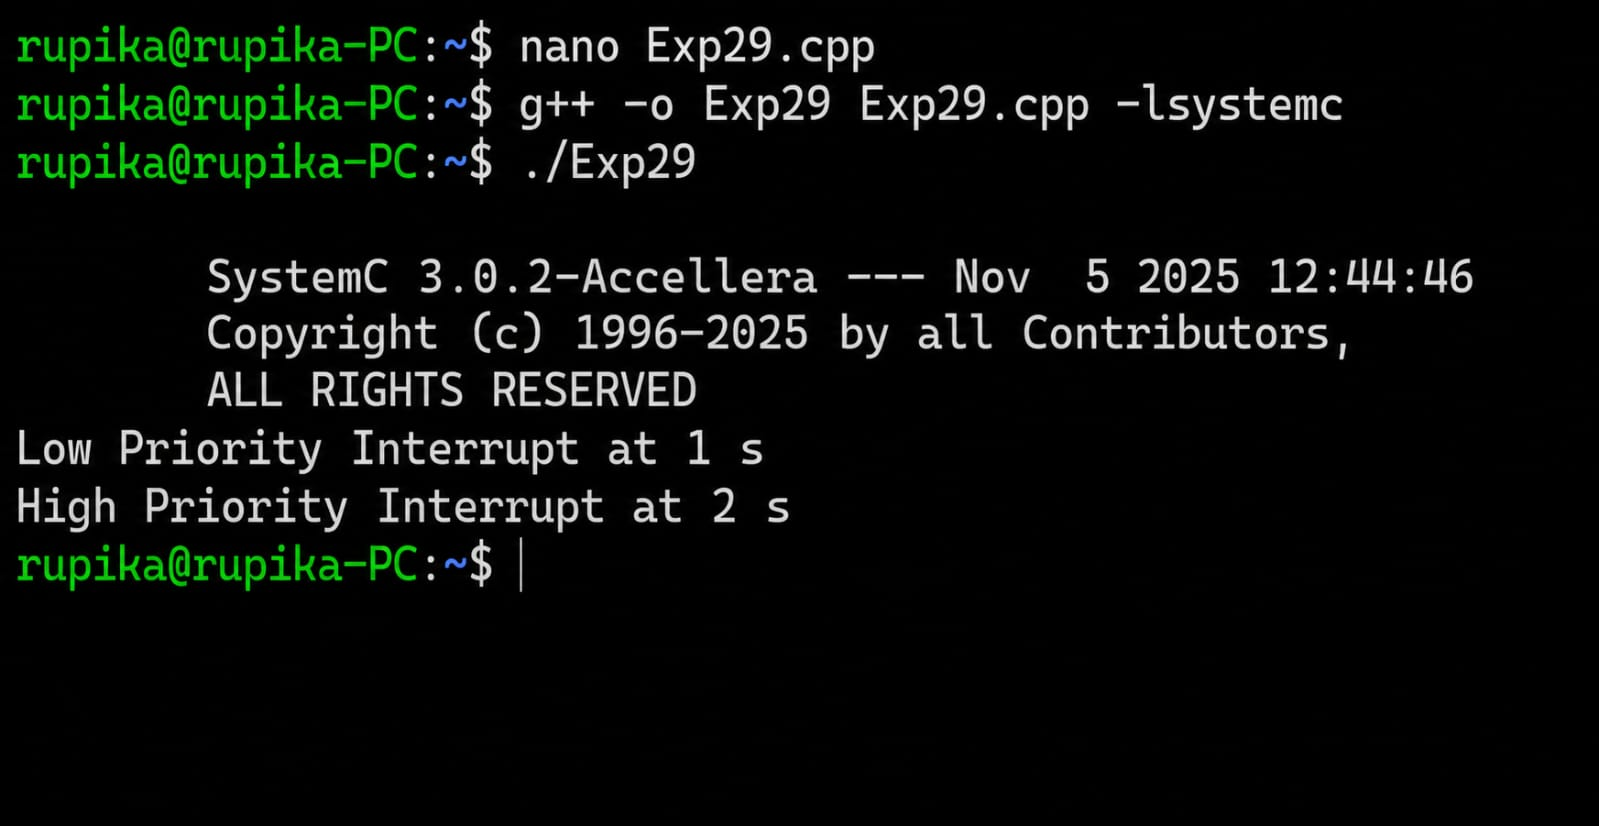 rupika@rupika-PC:~$ nano Exp29.cpp
rupika@rupika-PC:~$ g++ -o Exp29 Exp29.cpp -lsystemc
rupika@rupika-PC:~$ ./Exp29

        SystemC 3.0.2-Accellera --- Nov  5 2025 12:44:46
        Copyright (c) 1996-2025 by all Contributors,
        ALL RIGHTS RESERVED
Low Priority Interrupt at 1 s
High Priority Interrupt at 2 s
rupika@rupika-PC:~$